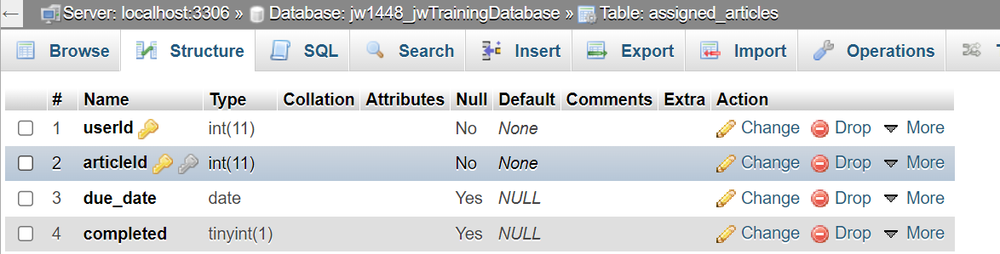 ← Server: localhost:3306 » Database: jw1448_jwTrainingDatabase » Table: assigned_articles
Browse Structure SQL Search Insert Export Import Operations
# Name Type Collation Attributes Null Default Comments Extra Action
1 userId int(11) No None Change Drop More
2 articleId int(11) No None Change Drop More
3 due_date date Yes NULL Change Drop More
4 completed tinyint(1) Yes NULL Change Drop More